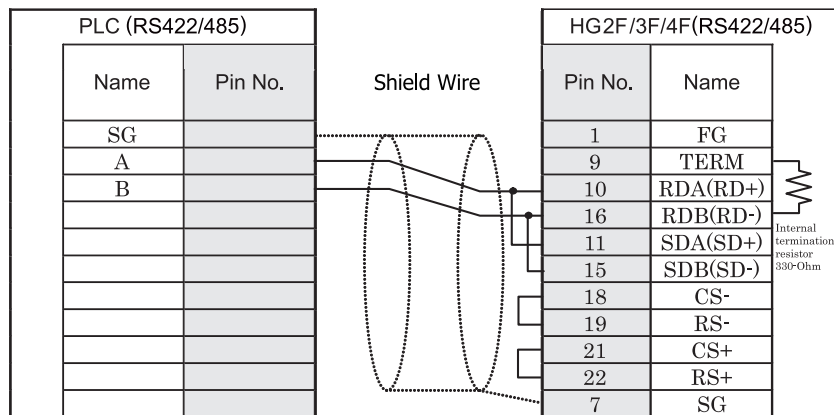 PLC (RS422/485)
HG2F/3F/4F(RS422/485)
Name Pin No. Shield Wire Pin No. Name
SG 1 FG
A 9 TERM
B 10 RDA(RD+)
16 RDB(RD-)
11 SDA(SD+)
15 SDB(SD-)
18 CS-
19 RS-
21 CS+
22 RS+
7 SG
Internal
termination
resistor
330-Ohm